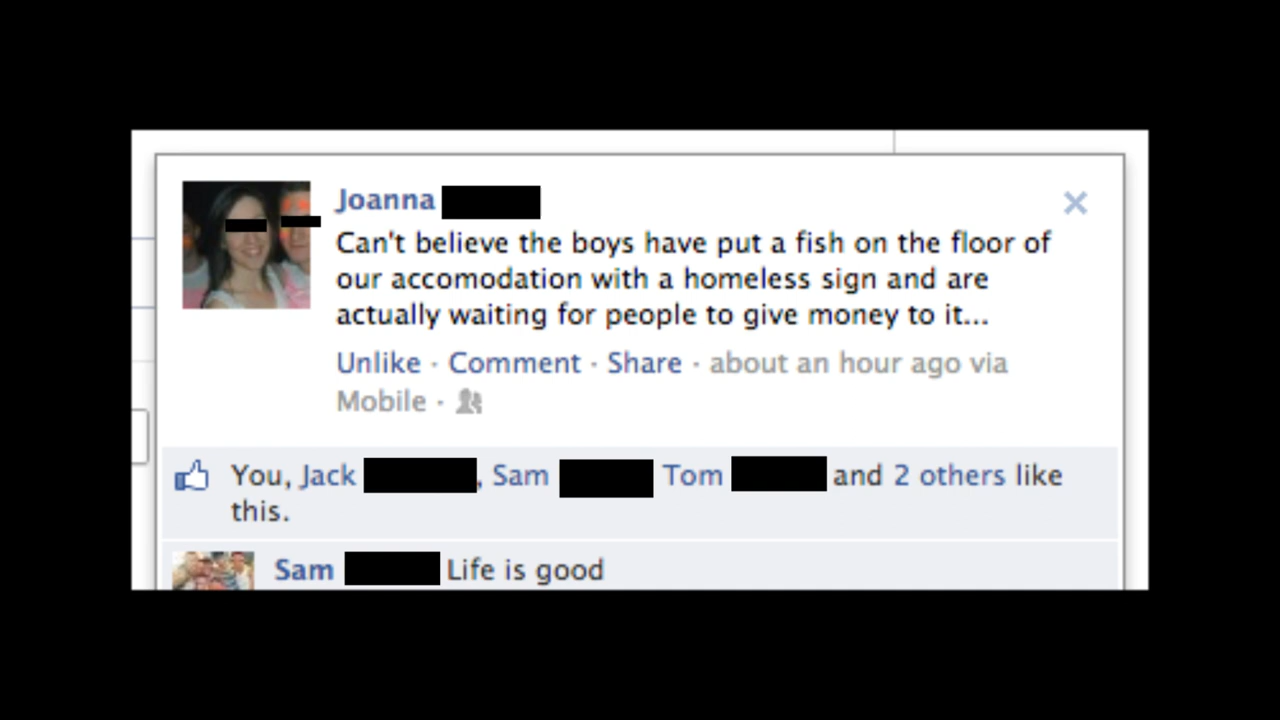 Joanna
Can't believe the boys have put a fish on the floor of
our accomodation with a homeless sign and are
actually waiting for people to give money to it...
Unlike · Comment · Share · about an hour ago via
Mobile ·
You, Jack , Sam Tom and 2 others like
this.
Sam Life is good